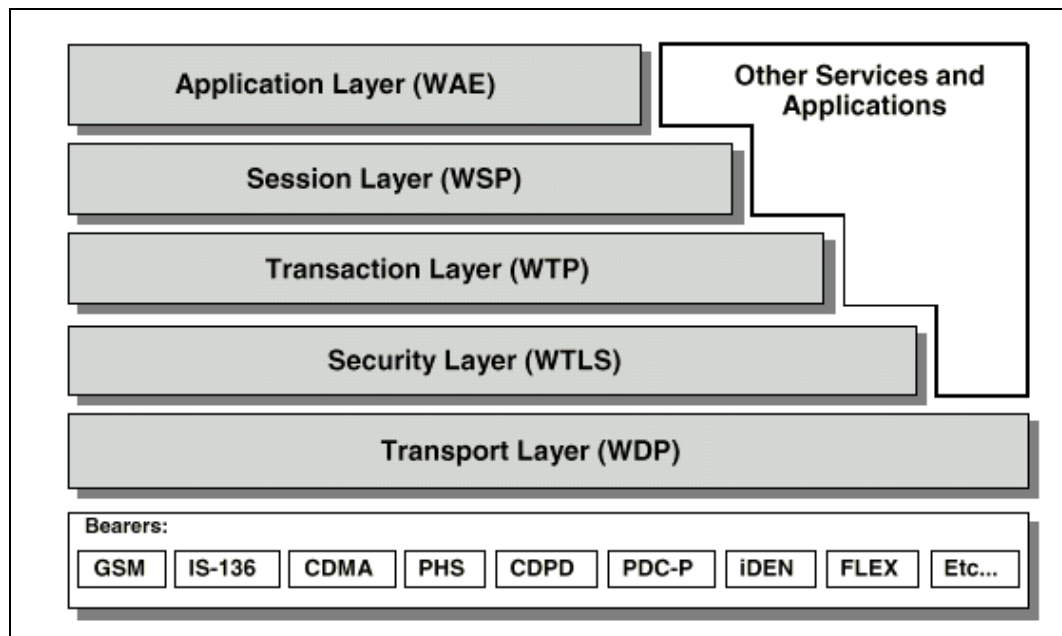 Application Layer (WAE)
Other Services and
Applications
Session Layer (WSP)
Transaction Layer (WTP)
Security Layer (WTLS)
Transport Layer (WDP)
Bearers:
GSM
IS-136
CDMA
PHS
CDPD
PDC-P
iDEN
FLEX
Etc...